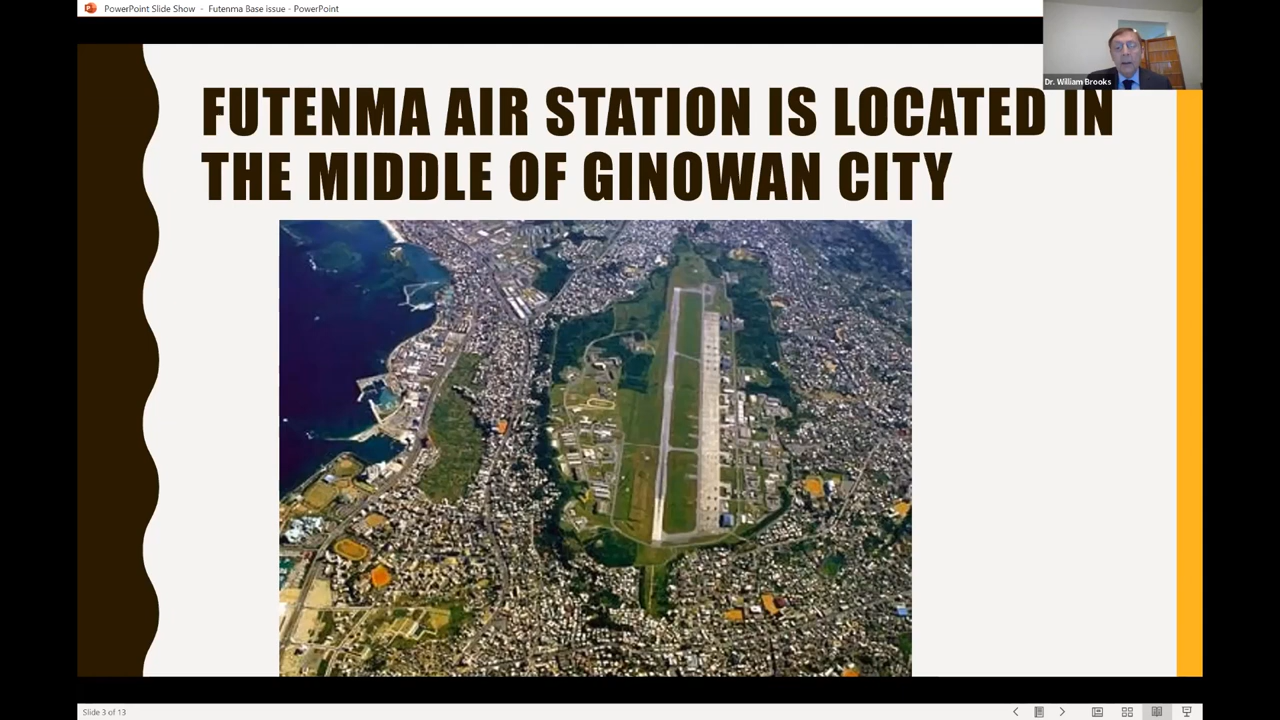 PowerPoint Slide Show - Futenma Base issue - PowerPoint
Dr. William Brooks
FUTENMA AIR STATION IS LOCATED IN
THE MIDDLE OF GINOWAN CITY
Slide 3 of 13